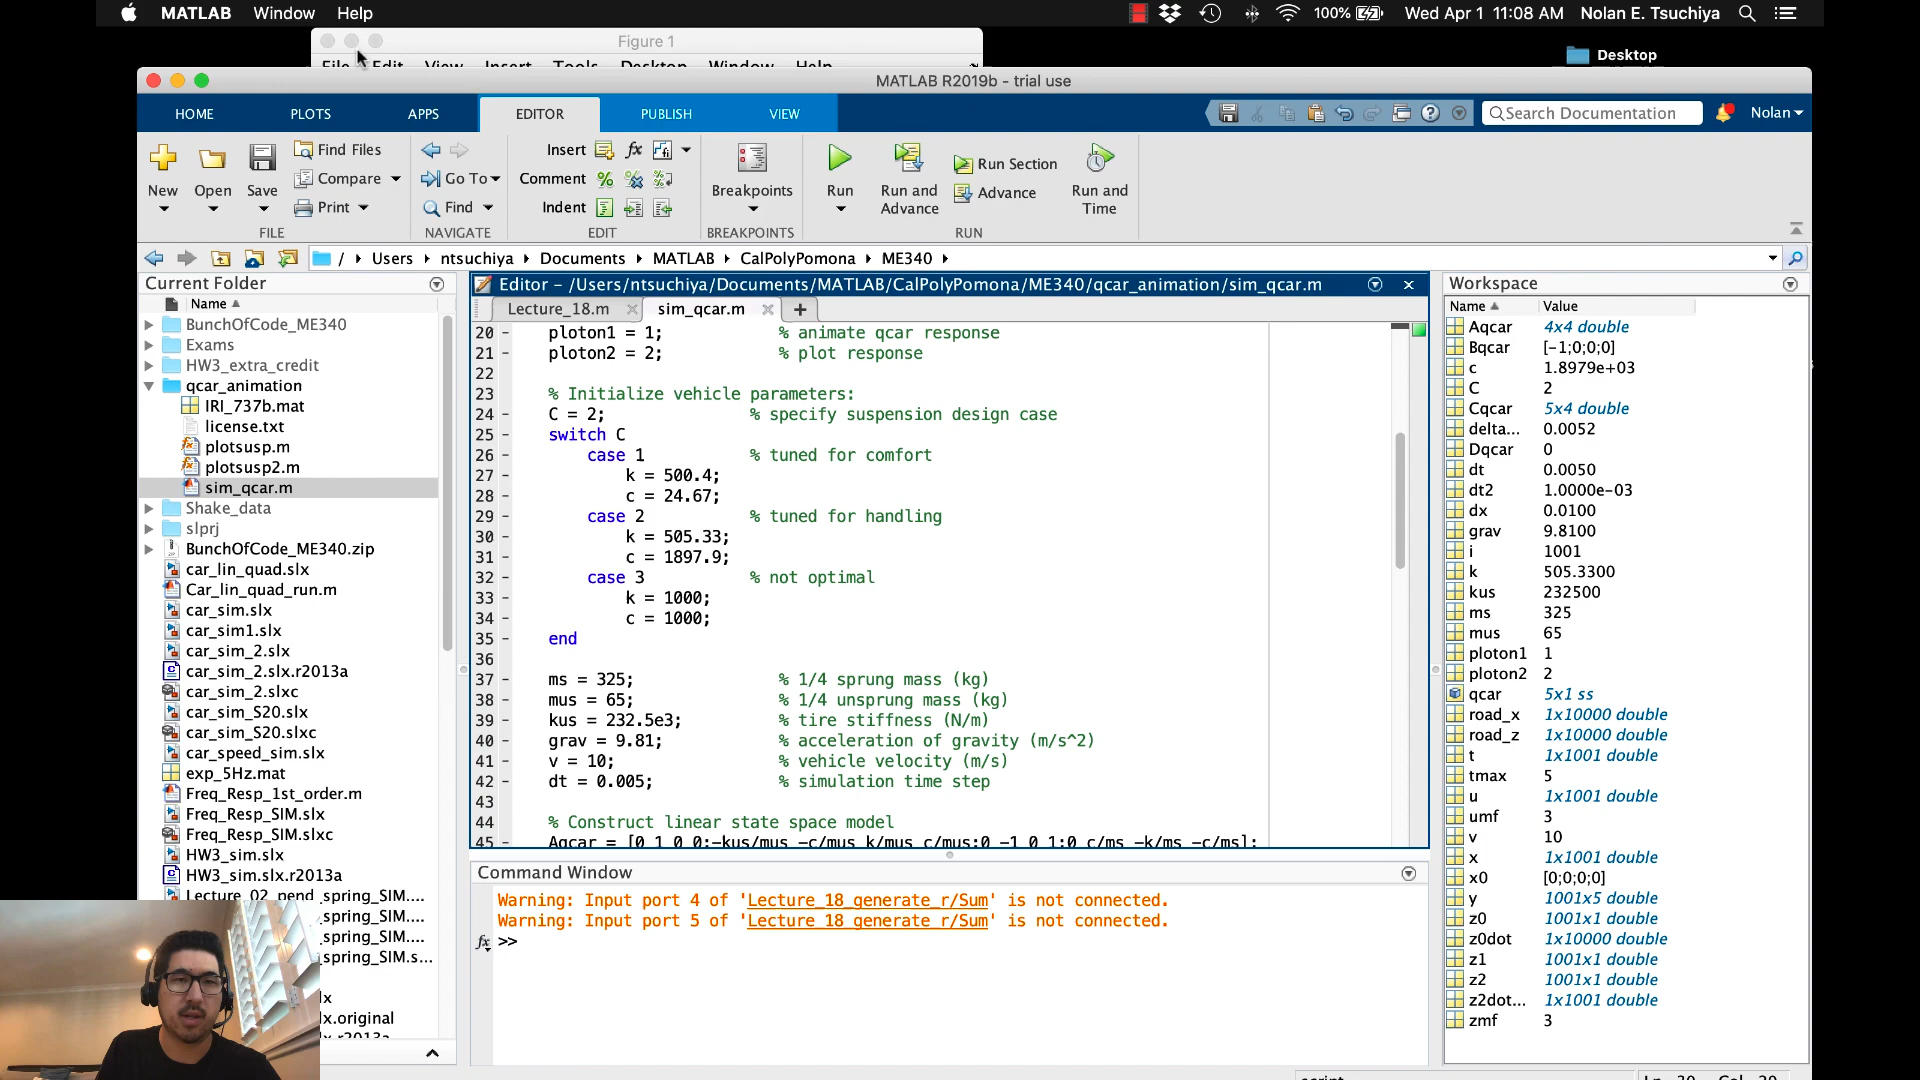 MATLAB Window Help
100% Wed Apr 1 11:08 AM Nolan E. Tsuchiya
Figure 1
File Edit View Insert Tools Desktop Window Help
Desktop
MATLAB R2019b - trial use
HOME PLOTS APPS EDITOR PUBLISH VIEW
Search Documentation
Nolan
New Open Save
Find Files
Compare
Print
FILE
Go To
Find
NAVIGATE
Insert
Comment
Indent
EDIT
Breakpoints
BREAKPOINTS
Run
Run and Advance
Run Section
Advance
Run and Time
RUN
/ Users ntsuchiya Documents MATLAB CalPolyPomona ME340
Current Folder
Name
BunchOfCode_ME340
Exams
HW3_extra_credit
qcar_animation
IRI_737b.mat
license.txt
plotsusp.m
plotsusp2.m
sim_qcar.m
Shake_data
slprj
BunchOfCode_ME340.zip
car_lin_quad.slx
Car_lin_quad_run.m
car_sim.slx
car_sim1.slx
car_sim_2.slx
car_sim_2.slx.r2013a
car_sim_2.slxc
car_sim_S20.slx
car_sim_S20.slxc
car_speed_sim.slx
exp_5Hz.mat
Freq_Resp_1st_order.m
Freq_Resp_SIM.slx
Freq_Resp_SIM.slxc
HW3_sim.slx
HW3_sim.slx.r2013a
Lecture_02_pend_spring_SIM....
_spring_SIM....
_spring_SIM....
_spring_SIM.s...
lx
lx.original
Editor - /Users/ntsuchiya/Documents/MATLAB/CalPolyPomona/ME340/qcar_animation/sim_qcar.m
Lecture_18.m sim_qcar.m +
20 - ploton1 = 1; % animate qcar response
21 - ploton2 = 2; % plot response
22
23 % Initialize vehicle parameters:
24 - C = 2; % specify suspension design case
25 - switch C
26 - case 1 % tuned for comfort
27 - k = 500.4;
28 - c = 24.67;
29 - case 2 % tuned for handling
30 - k = 505.33;
31 - c = 1897.9;
32 - case 3 % not optimal
33 - k = 1000;
34 - c = 1000;
35 - end
36
37 - ms = 325; % 1/4 sprung mass (kg)
38 - mus = 65; % 1/4 unsprung mass (kg)
39 - kus = 232.5e3; % tire stiffness (N/m)
40 - grav = 9.81; % acceleration of gravity (m/s^2)
41 - v = 10; % vehicle velocity (m/s)
42 - dt = 0.005; % simulation time step
43
44 % Construct linear state space model
45 - Aqcar = [0 1 0 0;-kus/mus -c/mus k/mus c/mus;0 -1 0 1;0 c/ms -k/ms -c/ms];
Command Window
Warning: Input port 4 of 'Lecture_18_generate_r/Sum' is not connected.
Warning: Input port 5 of 'Lecture_18_generate_r/Sum' is not connected.
fx >>
Workspace
Name Value
Aqcar 4x4 double
Bqcar [-1;0;0;0]
c 1.8979e+03
C 2
Cqcar 5x4 double
delta... 0.0052
Dqcar 0
dt 0.0050
dt2 1.0000e-03
dx 0.0100
grav 9.8100
i 1001
k 505.3300
kus 232500
ms 325
mus 65
ploton1 1
ploton2 2
qcar 5x1 ss
road_x 1x10000 double
road_z 1x10000 double
t 1x1001 double
tmax 5
u 1x1001 double
umf 3
v 10
x 1x1001 double
x0 [0;0;0;0]
y 1001x5 double
z0 1001x1 double
z0dot 1x10000 double
z1 1001x1 double
z2 1001x1 double
z2dot... 1x1001 double
zmf 3